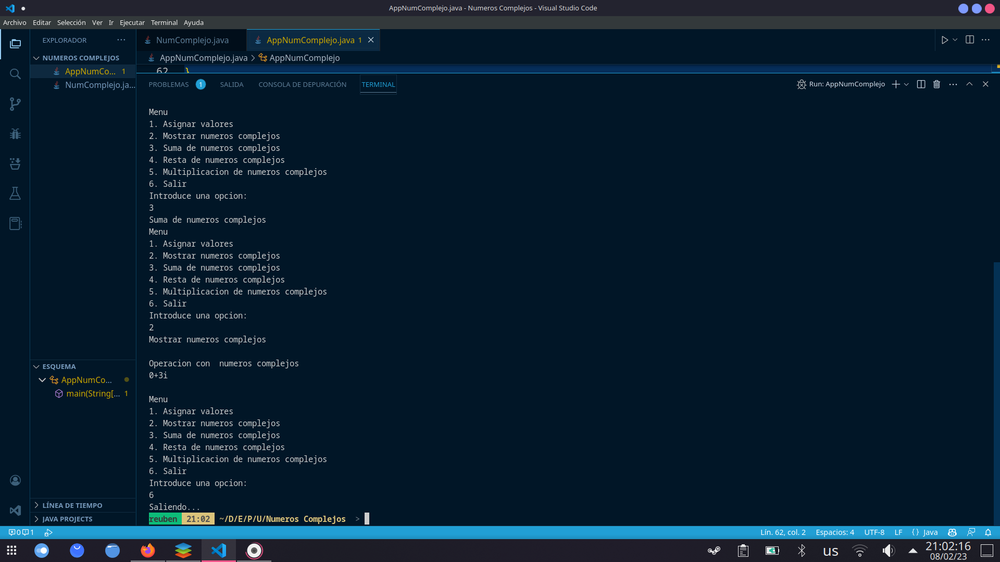 AppNumComplejo.java - Numeros Complejos - Visual Studio Code
Archivo Editar Selección Ver Ir Ejecutar Terminal Ayuda
EXPLORADOR
NumComplejo.java
AppNumComplejo.java 1
NUMEROS COMPLEJOS
AppNumComplejo.java > AppNumComplejo
AppNumCo... 1
62 }
NumComplejo.ja...
PROBLEMAS 1 SALIDA CONSOLA DE DEPURACIÓN TERMINAL
Run: AppNumComplejo
Menu
1. Asignar valores
2. Mostrar numeros complejos
3. Suma de numeros complejos
4. Resta de numeros complejos
5. Multiplicacion de numeros complejos
6. Salir
Introduce una opcion:
3
Suma de numeros complejos
Menu
1. Asignar valores
2. Mostrar numeros complejos
3. Suma de numeros complejos
4. Resta de numeros complejos
5. Multiplicacion de numeros complejos
6. Salir
Introduce una opcion:
2
Mostrar numeros complejos
Operacion con  numeros complejos
0+3i
Menu
1. Asignar valores
2. Mostrar numeros complejos
3. Suma de numeros complejos
4. Resta de numeros complejos
5. Multiplicacion de numeros complejos
6. Salir
Introduce una opcion:
6
Saliendo...
reuben 21:02 ~/D/E/P/U/Numeros Complejos >
ESQUEMA
AppNumCo...
main(String[... 1
LÍNEA DE TIEMPO
JAVA PROJECTS
0 1
Lín. 62, col. 2 Espacios: 4 UTF-8 LF {} Java
us
21:02:16
08/02/23